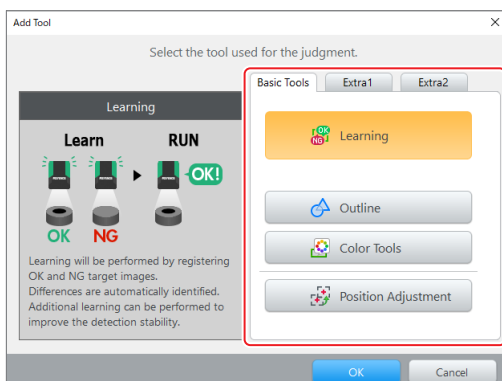 Add Tool
Select the tool used for the judgment.
Basic Tools
Extra1
Extra2
Learning
Learn
RUN
OK!
OK
NG
Learning will be performed by registering
OK and NG target images.
Differences are automatically identified.
Additional learning can be performed to
improve the detection stability.
OK
NG
Learning
Outline
Color Tools
Position Adjustment
OK
Cancel